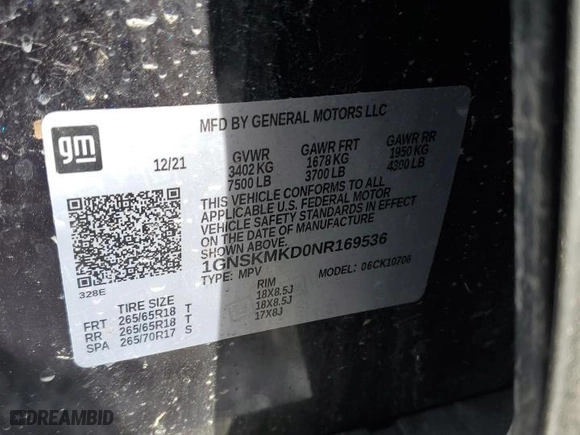 gm
MFD BY GENERAL MOTORS LLC
12/21
GVWR GAWR FRT GAWR RR
3402 KG 1678 KG 1950 KG
7500 LB 3700 LB 4300 LB
THIS VEHICLE CONFORMS TO ALL
APPLICABLE U.S. FEDERAL MOTOR
VEHICLE SAFETY STANDARDS IN
EFFECT ON THE DATE OF MANUFACTURE
SHOWN ABOVE.
1GNSKMKD0NR169536
TYPE: MPV MODEL: 06CK10706
328E
TIRE SIZE RIM
FRT 265/65R18 T 18X8.5J
RR 265/65R18 T 18X8.5J
SPA 265/70R17 S 17X8J
DREAMBID